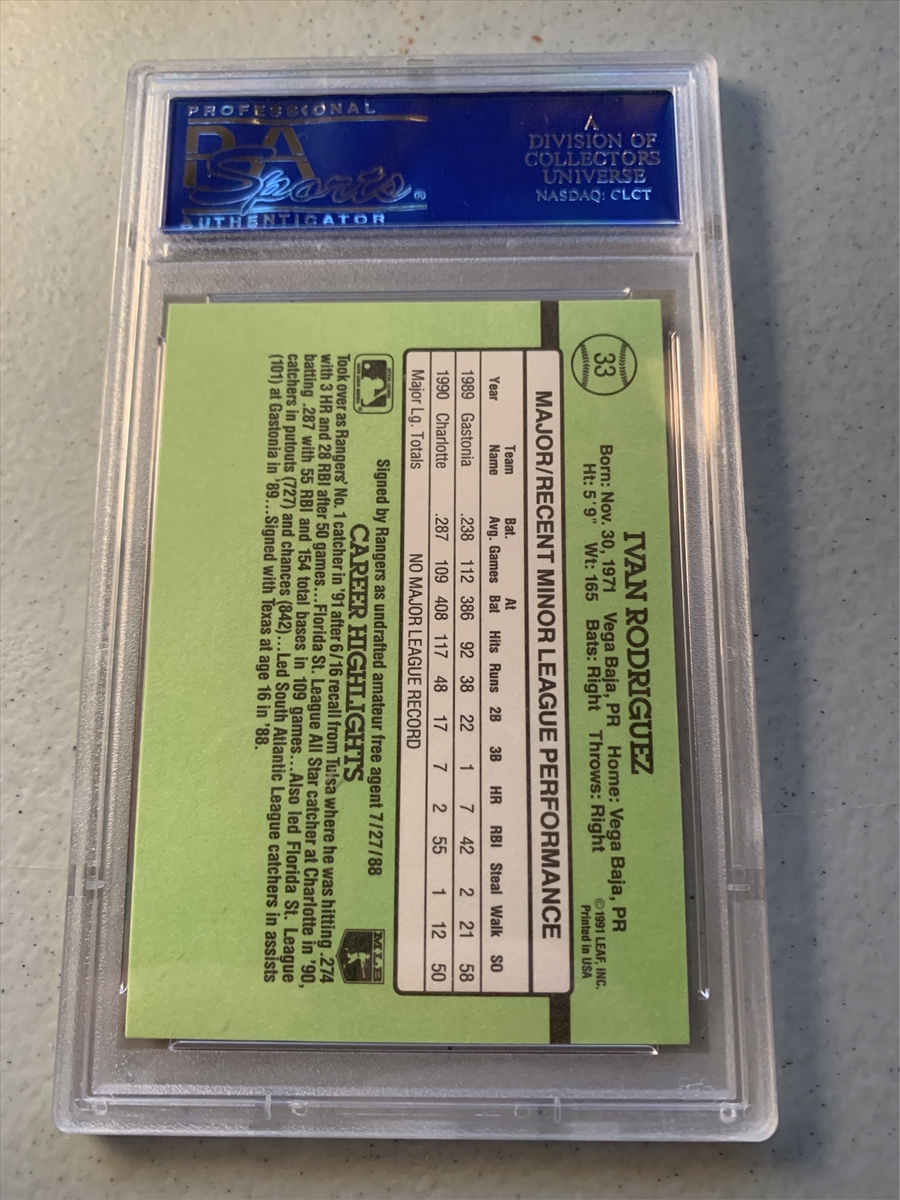 PROFESSIONAL
PSA
Sports ®
AUTHENTICATOR
A
DIVISION OF
COLLECTORS
UNIVERSE
NASDAQ: CLCT
33
IVAN RODRIGUEZ
Born: Nov. 30, 1971 Vega Baja, PR Home: Vega Baja, PR
Ht: 5'9" Wt: 165 Bats: Right Throws: Right
©1991 LEAF, INC.
Printed in USA
MAJOR/RECENT MINOR LEAGUE PERFORMANCE
Year Team Name Bat. Avg. Games At Bat Hits Runs 2B 3B HR RBI Steal Walk SO
1989 Gastonia .238 112 386 92 38 22 1 7 42 2 21 58
1990 Charlotte .287 109 408 117 48 17 7 2 55 1 12 50
Major Lg. Totals NO MAJOR LEAGUE RECORD
Signed by Rangers as undrafted amateur free agent 7/27/88
CAREER HIGHLIGHTS
MLB
Took over as Rangers' No. 1 catcher in '91 after 6/16 recall from Tulsa where he was hitting .274
with 3 HR and 28 RBI after 50 games...Florida St. League All Star catcher at Charlotte in '90,
batting .287 with 55 RBI and 154 total bases in 109 games...Also led Florida St. League
catchers in putouts (727) and chances (842)...Led South Atlantic League catchers in assists
(101) at Gastonia in '89...Signed with Texas at age 16 in '88.